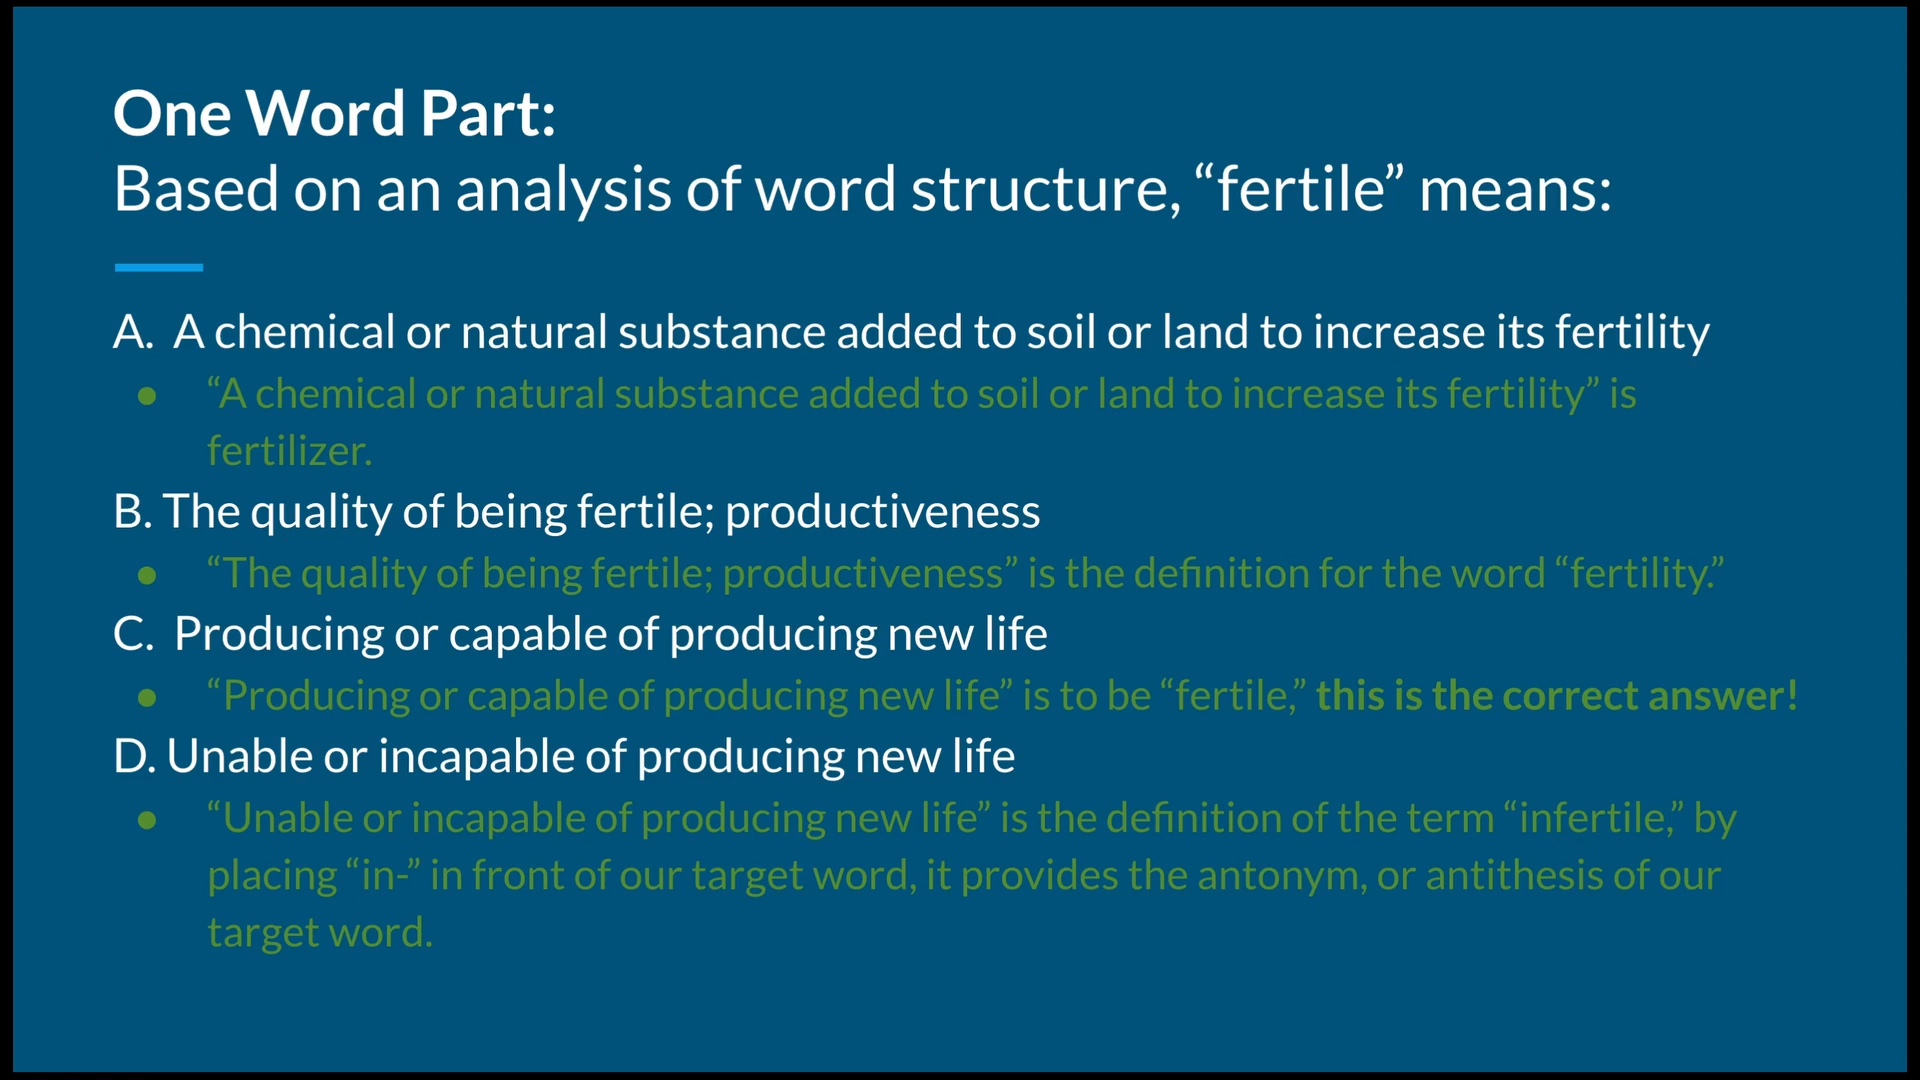 One Word Part:
Based on an analysis of word structure, “fertile” means:
A. A chemical or natural substance added to soil or land to increase its fertility
● “A chemical or natural substance added to soil or land to increase its fertility” is
fertilizer.
B. The quality of being fertile; productiveness
● “The quality of being fertile; productiveness” is the definition for the word “fertility.”
C. Producing or capable of producing new life
● “Producing or capable of producing new life” is to be “fertile,” this is the correct answer!
D. Unable or incapable of producing new life
● “Unable or incapable of producing new life” is the definition of the term “infertile,” by
placing “in-” in front of our target word, it provides the antonym, or antithesis of our
target word.